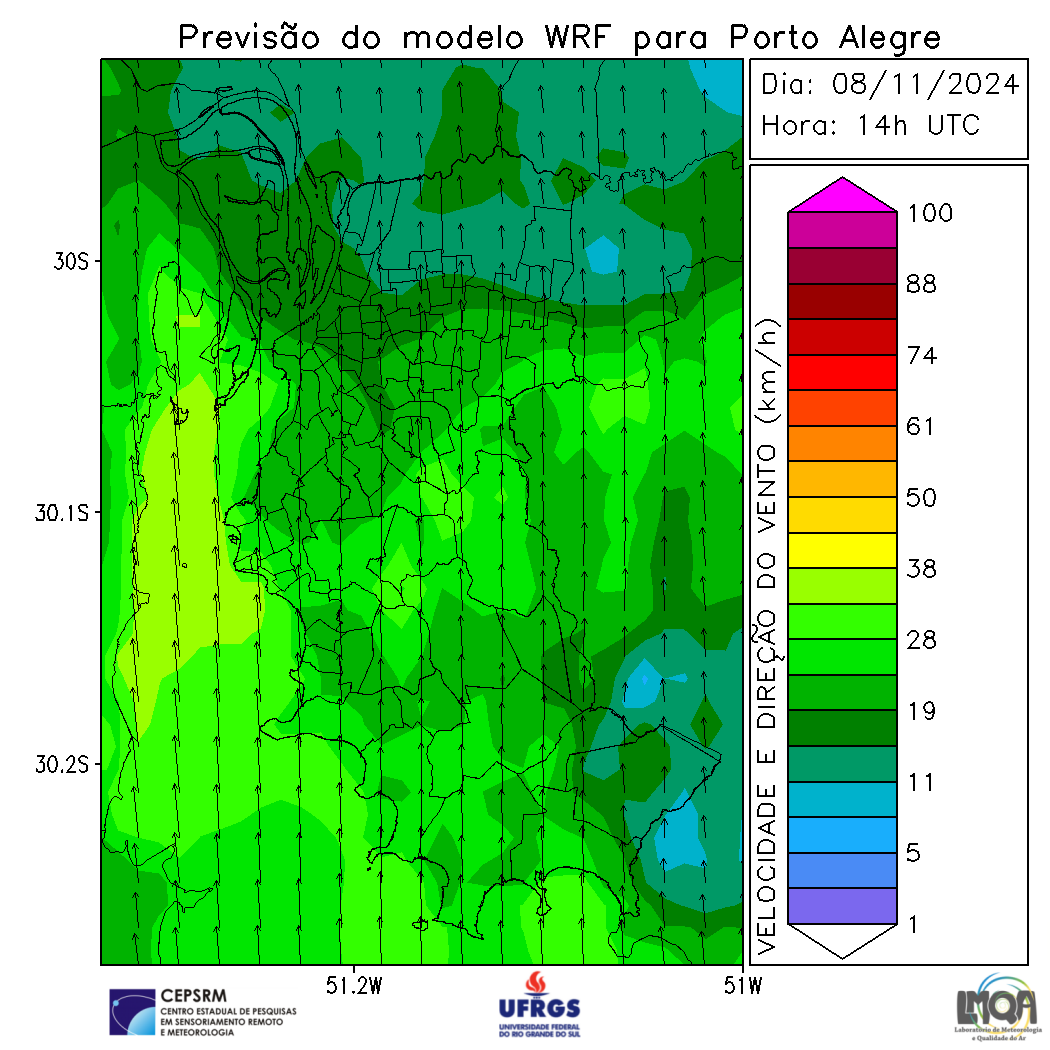 Previsão do modelo WRF para Porto Alegre
Dia: 08/11/2024
Hora: 14h UTC
30S
30.1S
30.2S
51.2W
51W
VELOCIDADE E DIREÇÃO DO VENTO (km/h)
100
88
74
61
50
38
28
19
11
5
1
CEPSRM
CENTRO ESTADUAL DE PESQUISAS
EM SENSORIAMENTO REMOTO
E METEOROLOGIA
UFRGS
UNIVERSIDADE FEDERAL
DO RIO GRANDE DO SUL
LMQA
Laboratório de Meteorologia
e Qualidade do Ar